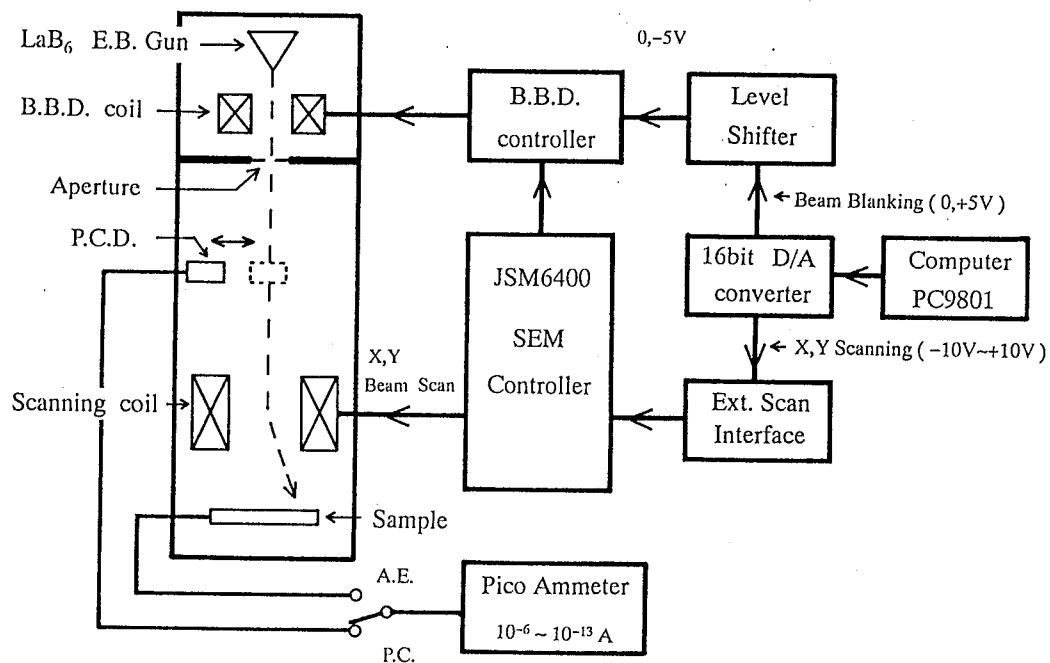 LaB₆ E.B. Gun
0,-5V
B.B.D. coil
B.B.D.
controller
Level
Shifter
Aperture
Beam Blanking ( 0,+5V )
P.C.D.
JSM6400
SEM
Controller
16bit D/A
converter
Computer
PC9801
X,Y
Beam Scan
X,Y Scanning ( -10V~+10V )
Scanning coil
Ext. Scan
Interface
Sample
A.E.
Pico Ammeter
10⁻⁶ ~ 10⁻¹³ A
P.C.